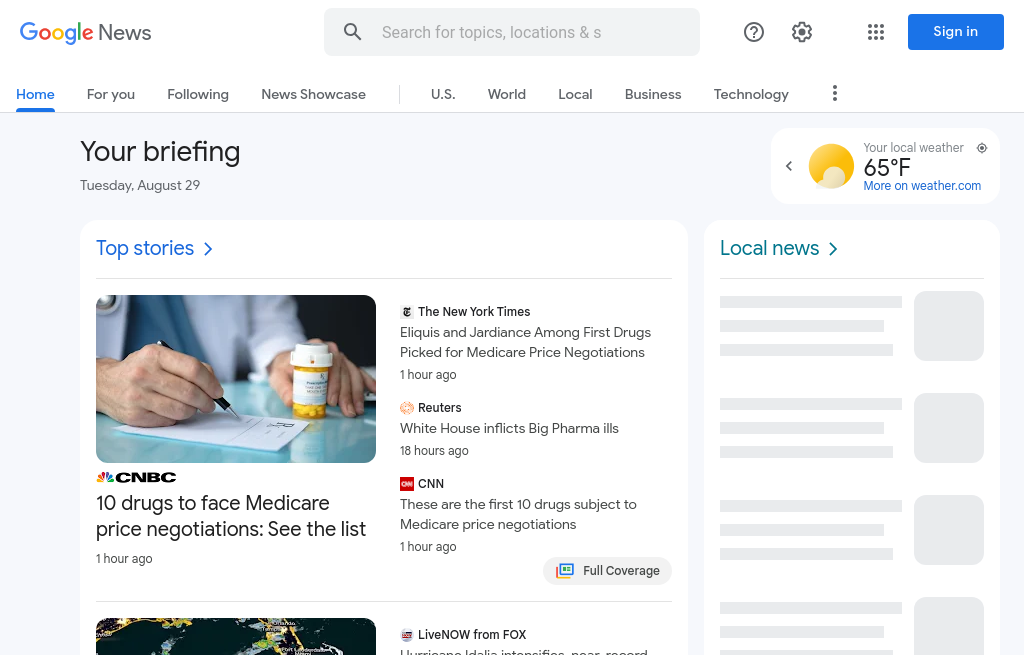 Google News
Search for topics, locations & s
Sign in
Home
For you
Following
News Showcase
U.S.
World
Local
Business
Technology
Your briefing
Tuesday, August 29
Your local weather
65°F
More on weather.com
Top stories
Local news
CNBC
10 drugs to face Medicare
price negotiations: See the list
1 hour ago
The New York Times
Eliquis and Jardiance Among First Drugs
Picked for Medicare Price Negotiations
1 hour ago
Reuters
White House inflicts Big Pharma ills
18 hours ago
CNN
These are the first 10 drugs subject to
Medicare price negotiations
1 hour ago
Full Coverage
LiveNOW from FOX
Hurricane Idalia intensifies, near-record